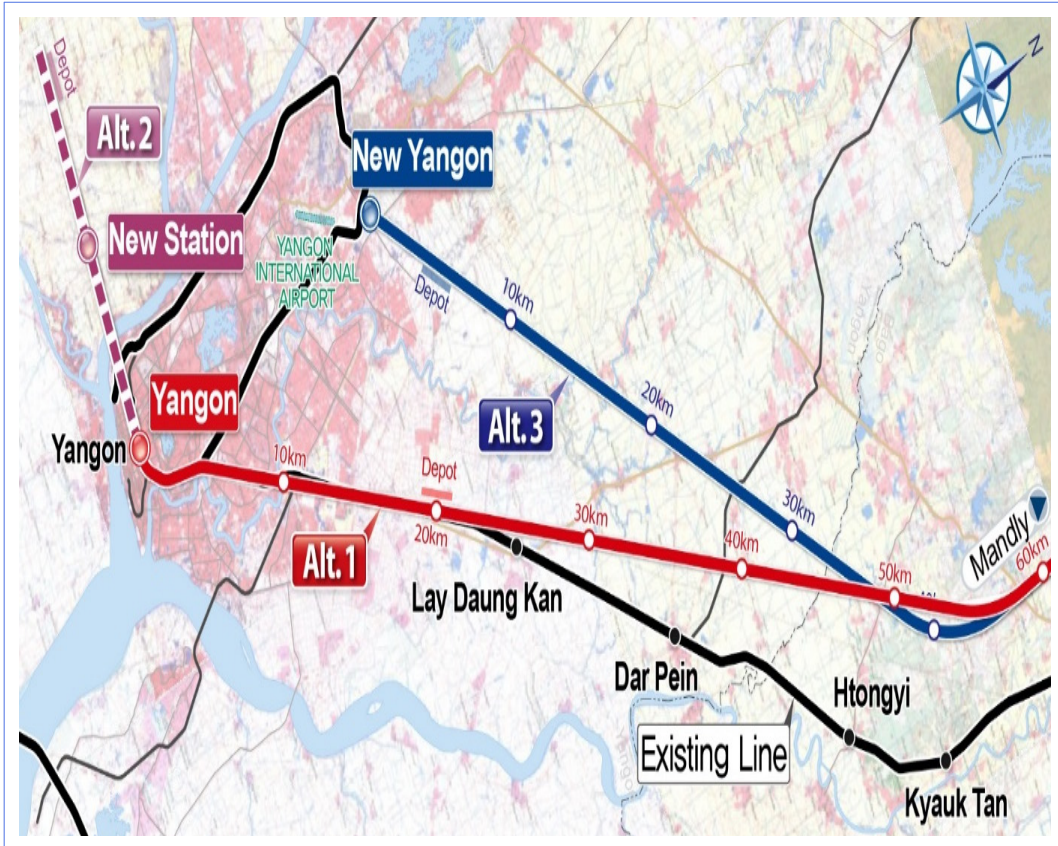 Depot
Alt.2
New Station
New Yangon
YANGON
INTERNATIONAL
AIRPORT
N
Depot
10km
20km
Alt.3
30km
Yangon
Yangon
10km
Depot
20km
Alt.1
30km
40km
50km
60km
Mandly
Lay Daung Kan
Dar Pein
Htongyi
Existing Line
Kyauk Tan